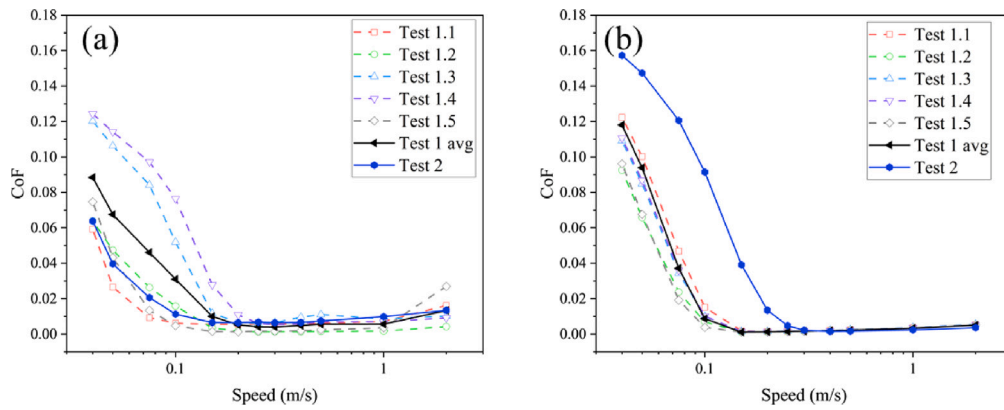 (a)
Test 1.1
Test 1.2
Test 1.3
Test 1.4
Test 1.5
Test 1 avg
Test 2
0.18
0.16
0.14
0.12
0.10
0.08
0.06
0.04
0.02
0.00
CoF
0.1
1
Speed (m/s)
(b)
Test 1.1
Test 1.2
Test 1.3
Test 1.4
Test 1.5
Test 1 avg
Test 2
0.18
0.16
0.14
0.12
0.10
0.08
0.06
0.04
0.02
0.00
CoF
0.1
1
Speed (m/s)